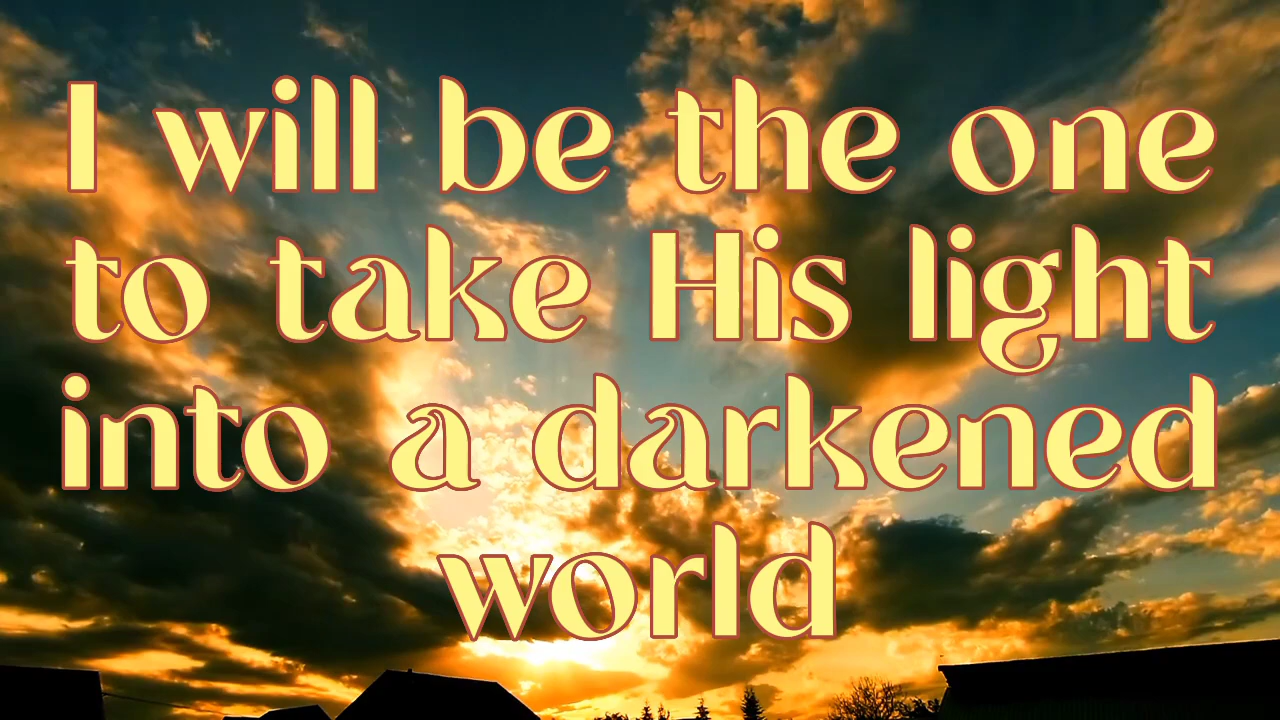 I will be the one
to take His light
into a darkened
world